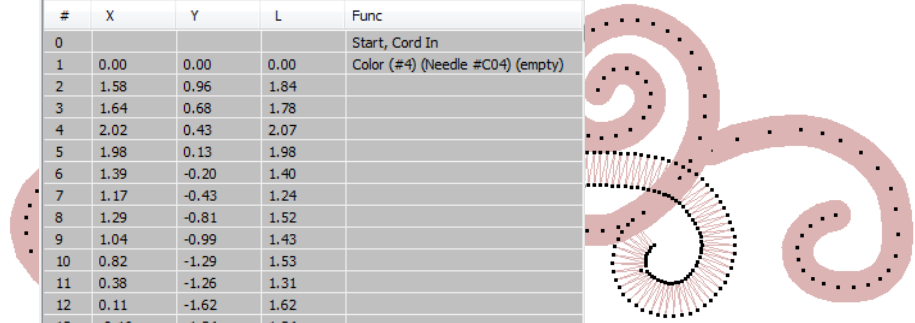 # X Y L Func
0 Start, Cord In
1 0.00 0.00 0.00 Color (#4) (Needle #C04) (empty)
2 1.58 0.96 1.84
3 1.64 0.68 1.78
4 2.02 0.43 2.07
5 1.98 0.13 1.98
6 1.39 -0.20 1.40
7 1.17 -0.43 1.24
8 1.29 -0.81 1.52
9 1.04 -0.99 1.43
10 0.82 -1.29 1.53
11 0.38 -1.26 1.31
12 0.11 -1.62 1.62